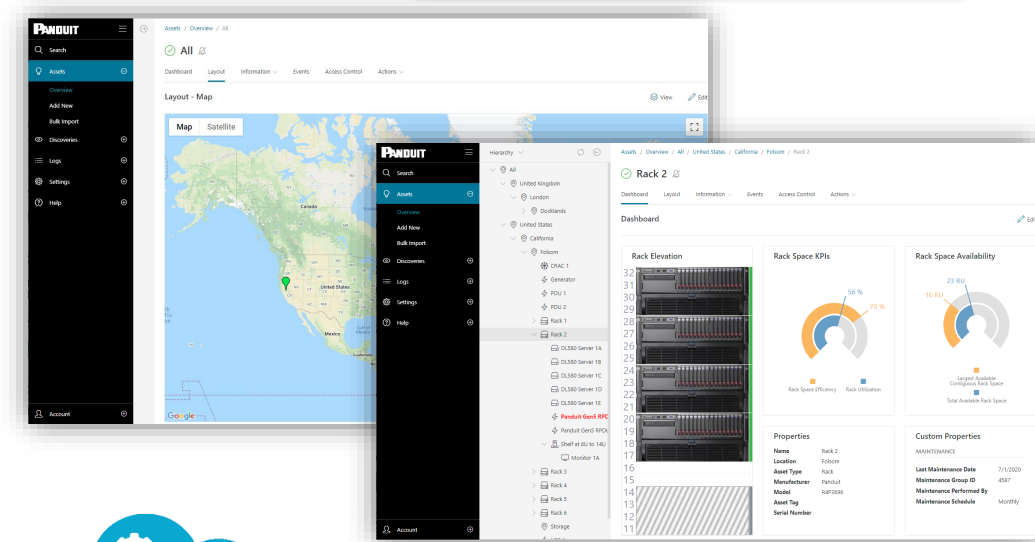 PANDUIT
Search
Assets
Overview
Add New
Bulk Import
Discoveries
Logs
Settings
Help
Account
Assets / Overview / All
All
Dashboard Layout Information Events Access Control Actions
Layout - Map
View Edit
Map Satellite
Canada
United States
Mexico
Google
PANDUIT
Search
Assets
Overview
Add New
Bulk Import
Discoveries
Logs
Settings
Help
Account
Hierarchy
All
United Kingdom
London
Docklands
United States
California
Folsom
CRAC 1
Generator
PDU 1
PDU 2
Rack 1
Rack 2
DL580 Server 1A
DL580 Server 1B
DL580 Server 1C
DL580 Server 1D
DL580 Server 1E
Panduit Gen5 RPD
Panduit Gen5 RPDU
Shelf at 6U to 14U
Monitor 1A
Rack 3
Rack 4
Rack 5
Rack 6
Storage
Assets / Overview / All / United States / California / Folsom / Rack 2
Rack 2
Dashboard Layout Information Events Access Control Actions
Dashboard
Edi
Rack Elevation
32
31
30
29
28
27
26
25
24
23
22
21
20
19
18
17
16
15
14
13
12
11
Rack Space KPIs
56 %
70 %
Rack Space Efficiency
Rack Utilization
Rack Space Availability
23 RU
16 RU
Largest Available
Contiguous Rack Space
Total Available Rack Space
Properties
Name Rack 2
Location Folsom
Asset Type Rack
Manufacturer Panduit
Model R4P3696
Asset Tag
Serial Number
Custom Properties
MAINTENANCE
Last Maintenance Date 7/1/2020
Maintenance Group ID 4587
Maintenance Performed By
Maintenance Schedule Monthly